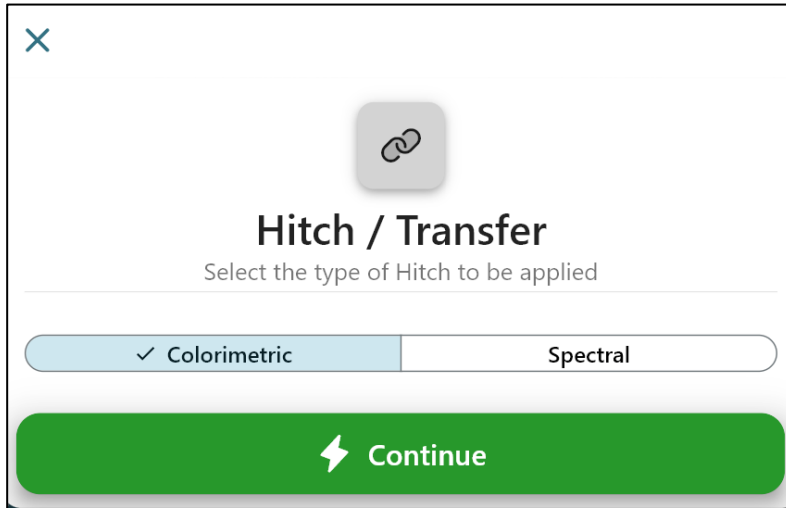 Hitch / Transfer
Select the type of Hitch to be applied
Colorimetric
Spectral
Continue